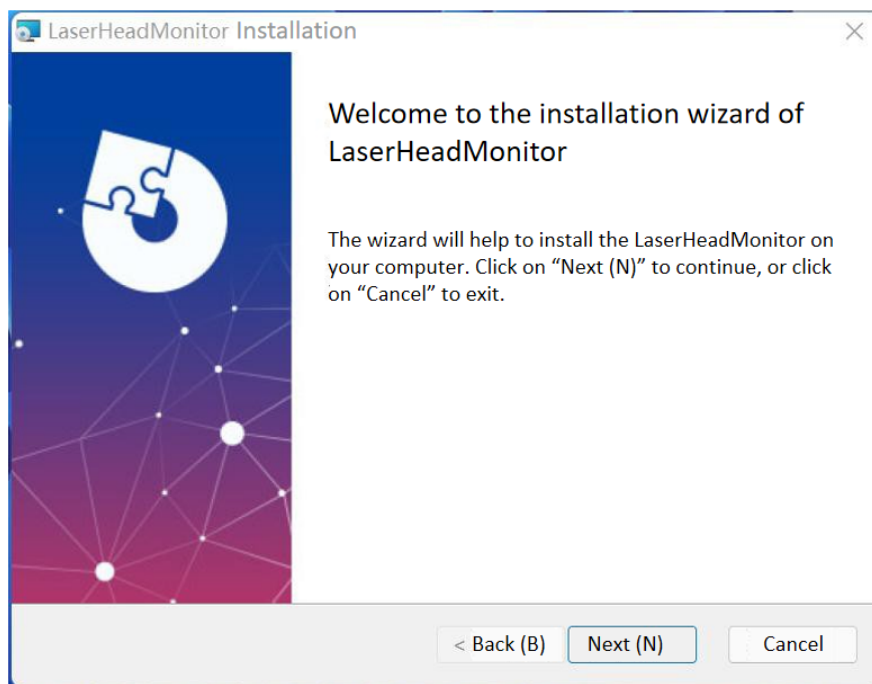 LaserHeadMonitor Installation
Welcome to the installation wizard of
LaserHeadMonitor
The wizard will help to install the LaserHeadMonitor on
your computer. Click on “Next (N)” to continue, or click
on “Cancel” to exit.
< Back (B) Next (N) Cancel